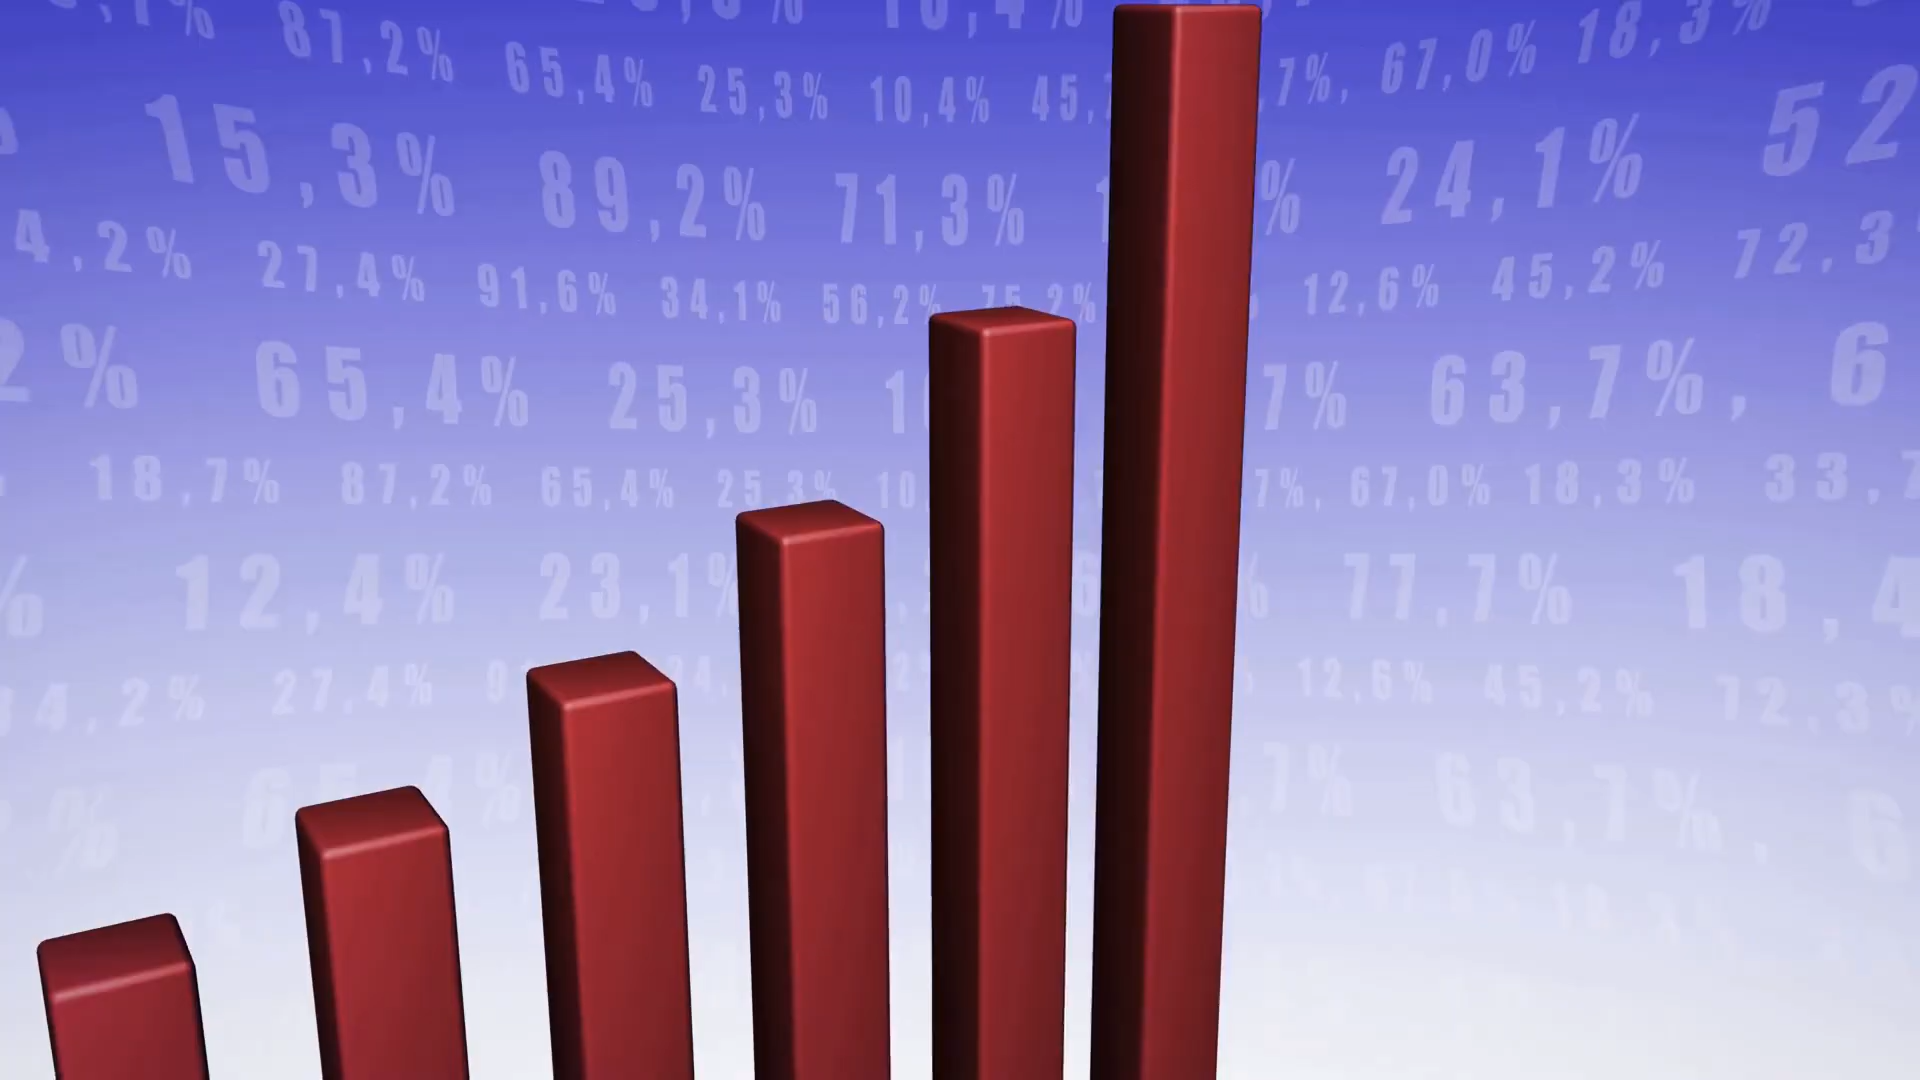 87,2% 65,4% 25,3% 10,4% 7%, 67,0% 18,3%
15,3% 89,2% 71,3% % 24,1% 52
4,2% 27,4% 91,6% 34,1% 56,2% 75,2% 12,6% 45,2% 72,3
2% 65,4% 25,3% 7% 63,7%, 6
18,7% 87,2% 65,4% 25,3% 10 7%, 67,0% 18,3% 33,7
% 12,4% 23,1% % 77,7% 18,4
34,2% 27,4% 12,6% 45,2% 72,3%
% 65,4% ,7% 63,7%, 6